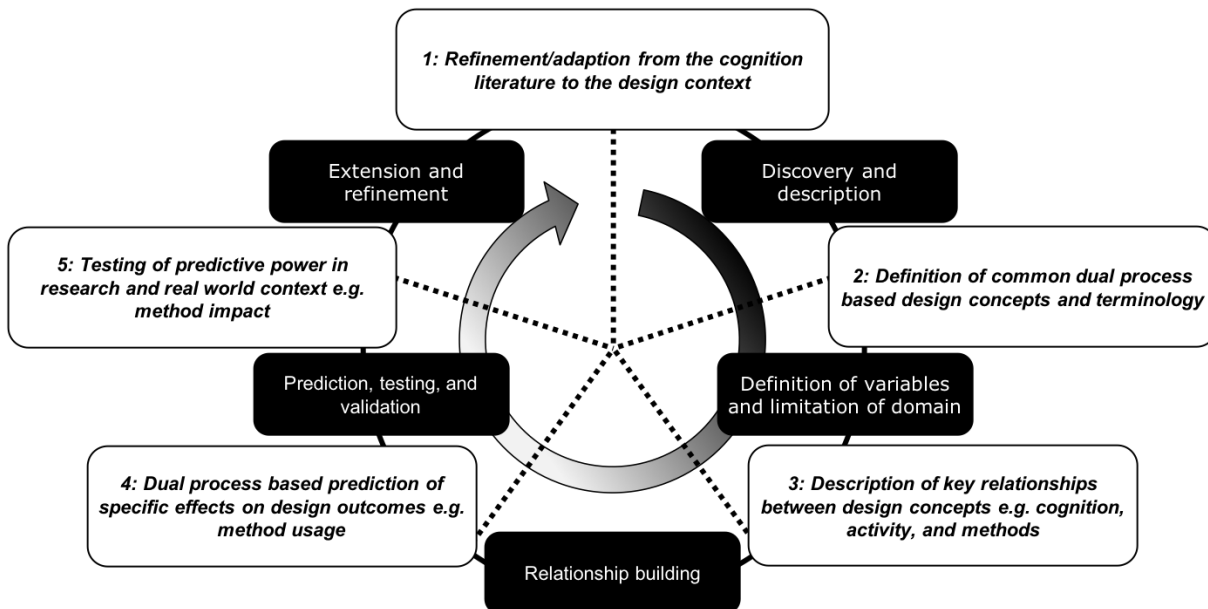 1: Refinement/adaption from the cognition
literature to the design context
Extension and
refinement
Discovery and
description
5: Testing of predictive power in
research and real world context e.g.
method impact
2: Definition of common dual process
based design concepts and terminology
Prediction, testing, and
validation
Definition of variables
and limitation of domain
4: Dual process based prediction of
specific effects on design outcomes e.g.
method usage
3: Description of key relationships
between design concepts e.g. cognition,
activity, and methods
Relationship building